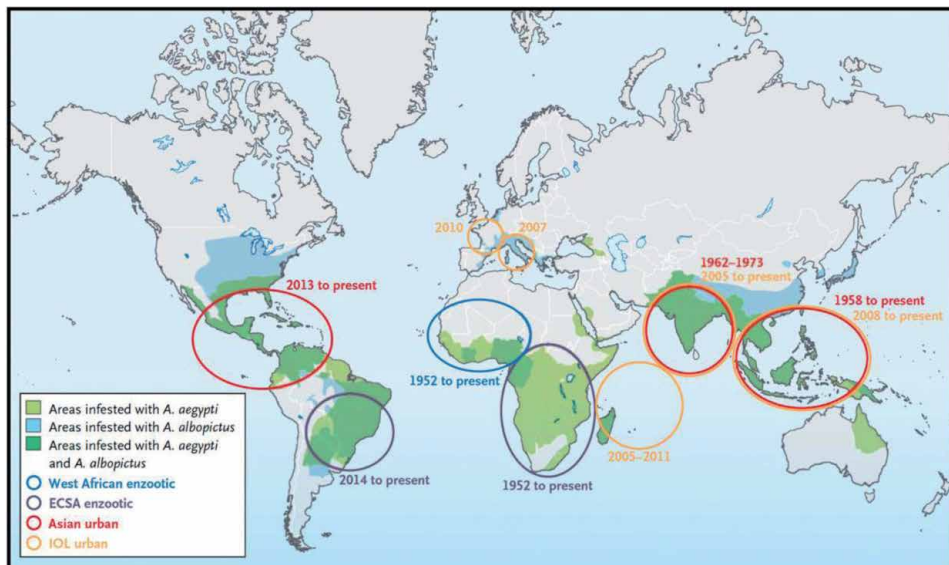 2010
2007
1962–1973
2005 to present
2013 to present
1958 to present
2008 to present
1952 to present
2005–2011
2014 to present
1952 to present
Areas infested with A. aegypti
Areas infested with A. albopictus
Areas infested with A. aegypti
and A. albopictus
West African enzootic
ECSA enzootic
Asian urban
IOL urban